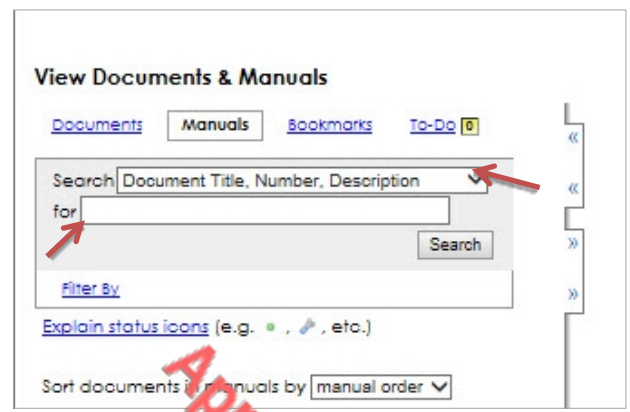 View Documents & Manuals
Documents Manuals Bookmarks To-Do 0
Search Document Title, Number, Description
for
Search
Filter By
Explain status icons (e.g. , , etc.)
Sort documents in manuals by manual order